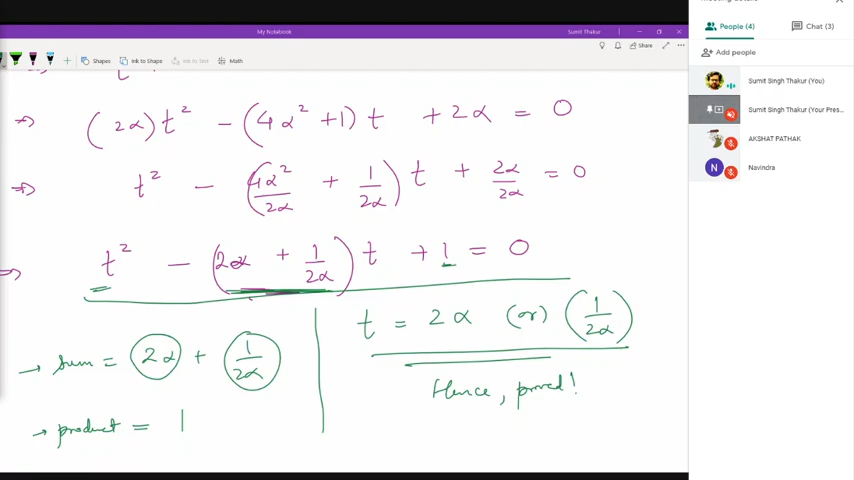 Meeting details
My Notebook
Sumit Thakur
Shapes Ink to Shape Ink to Text Math
Share
⇒ (2α)t² - (4α² + 1) t + 2α = 0
⇒ t² - (4α²/2α + 1/2α) t + 2α/2α = 0
⇒ t² - (2α + 1/2α) t + 1 = 0
→ sum = 2α + 1/2α
→ product = 1
t = 2α (or) (1/2α)
Hence, proved!
People (4)
Chat (3)
Add people
Sumit Singh Thakur (You)
Sumit Singh Thakur (Your Pres...
AKSHAT PATHAK
N
Navindra